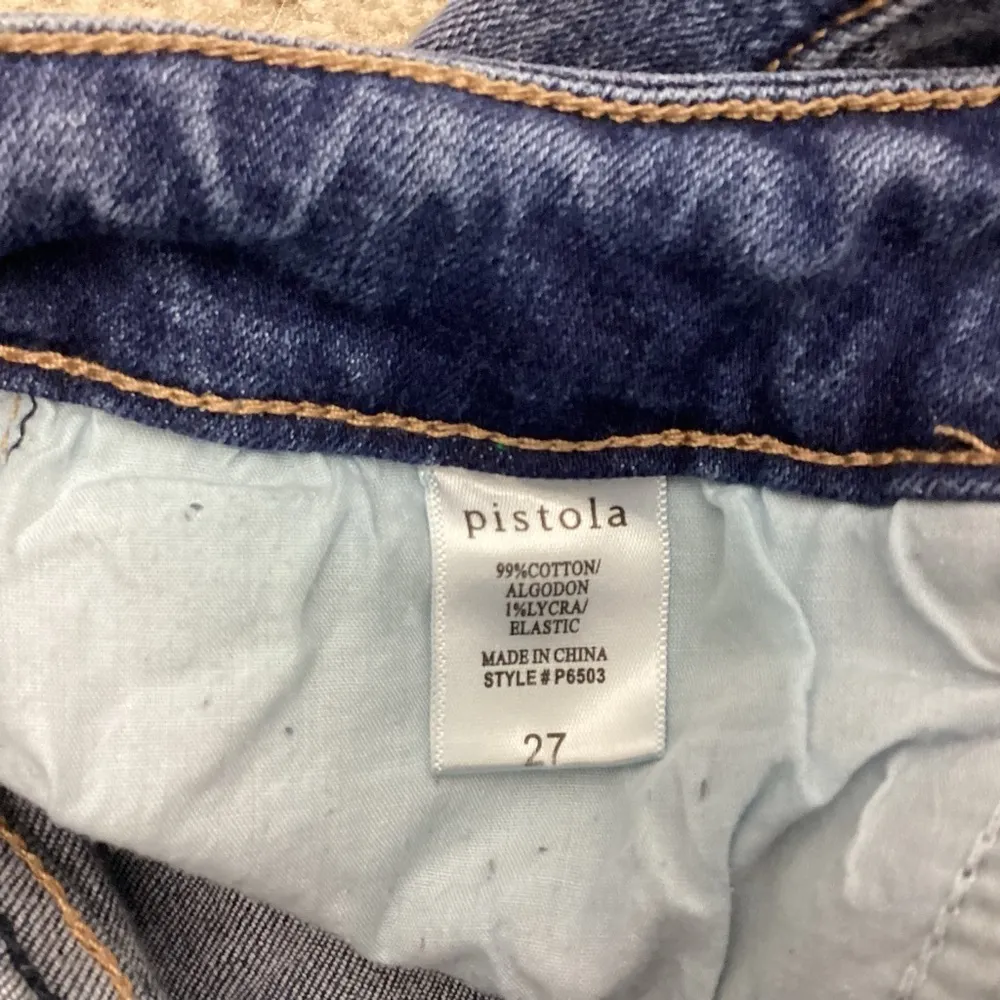 pistola
99%COTTON/
ALGODON
1%LYCRA/
ELASTIC
MADE IN CHINA
STYLE # P6503
27